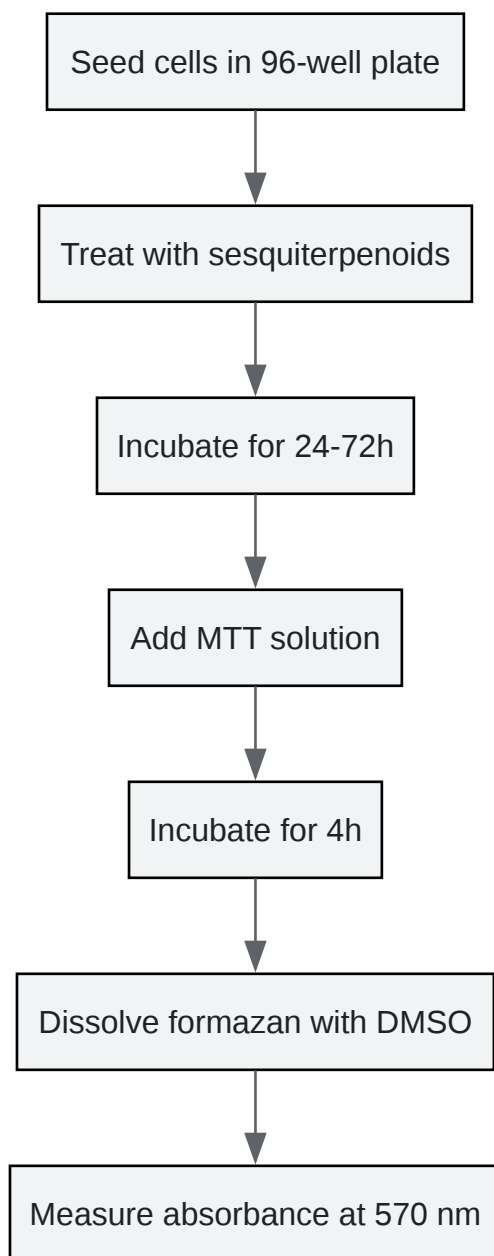 Seed cells in 96-well plate
Treat with sesquiterpenoids
Incubate for 24-72h
Add MTT solution
Incubate for 4h
Dissolve formazan with DMSO
Measure absorbance at 570 nm